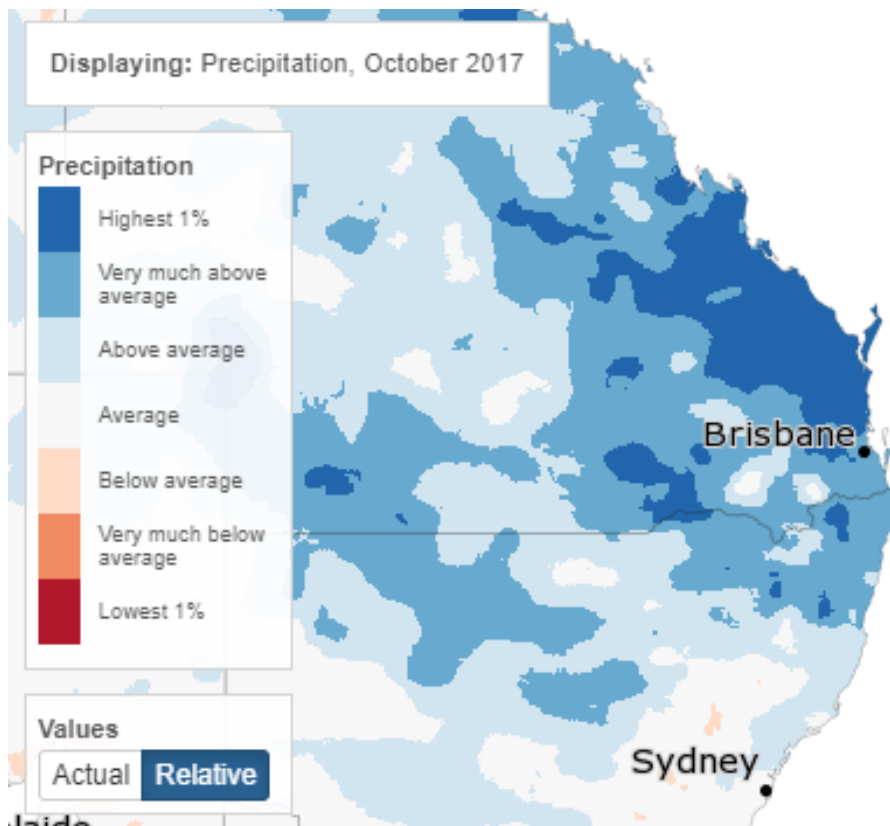 Displaying: Precipitation, October 2017
Precipitation
Highest 1%
Very much above
average
Above average
Average
Below average
Very much below
average
Lowest 1%
Brisbane
Values
Actual Relative
Sydney